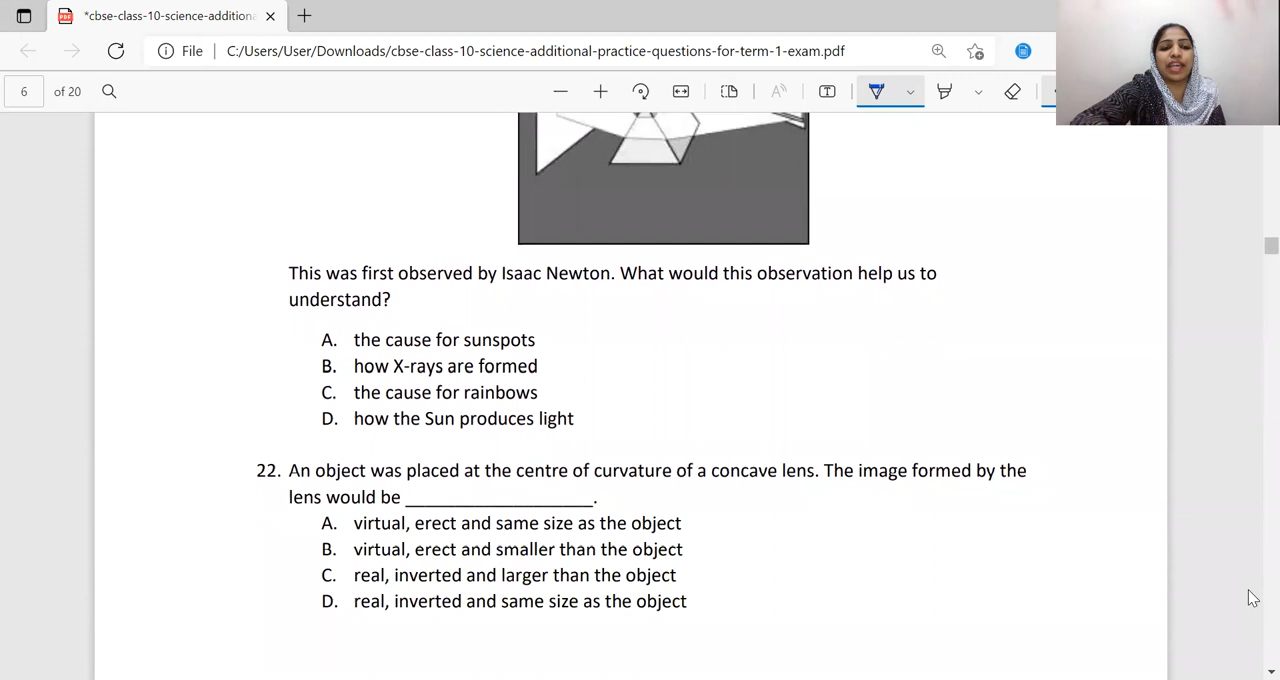 *cbse-class-10-science-additiona
File
C:/Users/User/Downloads/cbse-class-10-science-additional-practice-questions-for-term-1-exam.pdf
6 of 20
This was first observed by Isaac Newton. What would this observation help us to
understand?
A. the cause for sunspots
B. how X-rays are formed
C. the cause for rainbows
D. how the Sun produces light
22. An object was placed at the centre of curvature of a concave lens. The image formed by the
lens would be ____________________.
A. virtual, erect and same size as the object
B. virtual, erect and smaller than the object
C. real, inverted and larger than the object
D. real, inverted and same size as the object